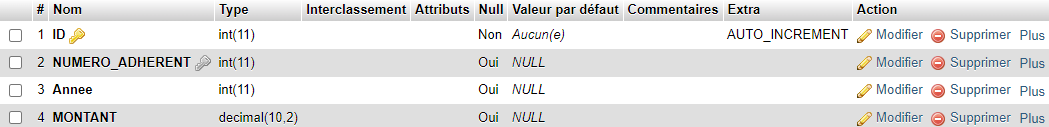 # Nom Type Interclassement Attributs Null Valeur par défaut Commentaires Extra Action
1 ID int(11) Non Aucun(e) AUTO_INCREMENT Modifier Supprimer Plus
2 NUMERO_ADHERENT int(11) Oui NULL Modifier Supprimer Plus
3 Annee int(11) Oui NULL Modifier Supprimer Plus
4 MONTANT decimal(10,2) Oui NULL Modifier Supprimer Plus